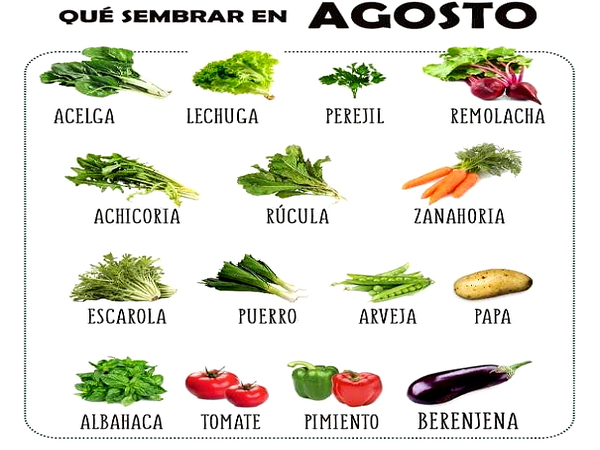 QUÉ SEMBRAR EN AGOSTO
ACELGA LECHUGA PEREJIL REMOLACHA
ACHICORIA RÚCULA ZANAHORIA
ESCAROLA PUERRO ARVEJA PAPA
ALBAHACA TOMATE PIMIENTO BERENJENA